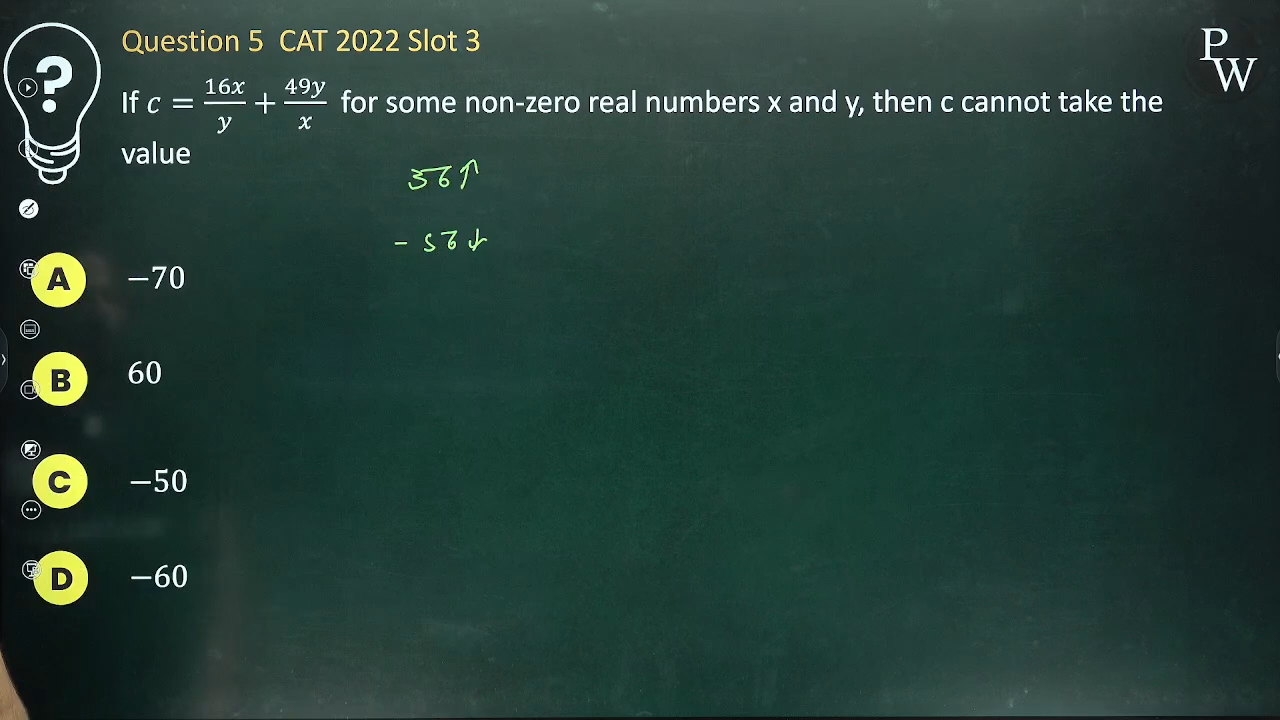 Question 5 CAT 2022 Slot 3
PW
If c = 16x/y + 49y/x for some non-zero real numbers x and y, then c cannot take the
value
56↑
-56↓
A -70
B 60
C -50
D -60